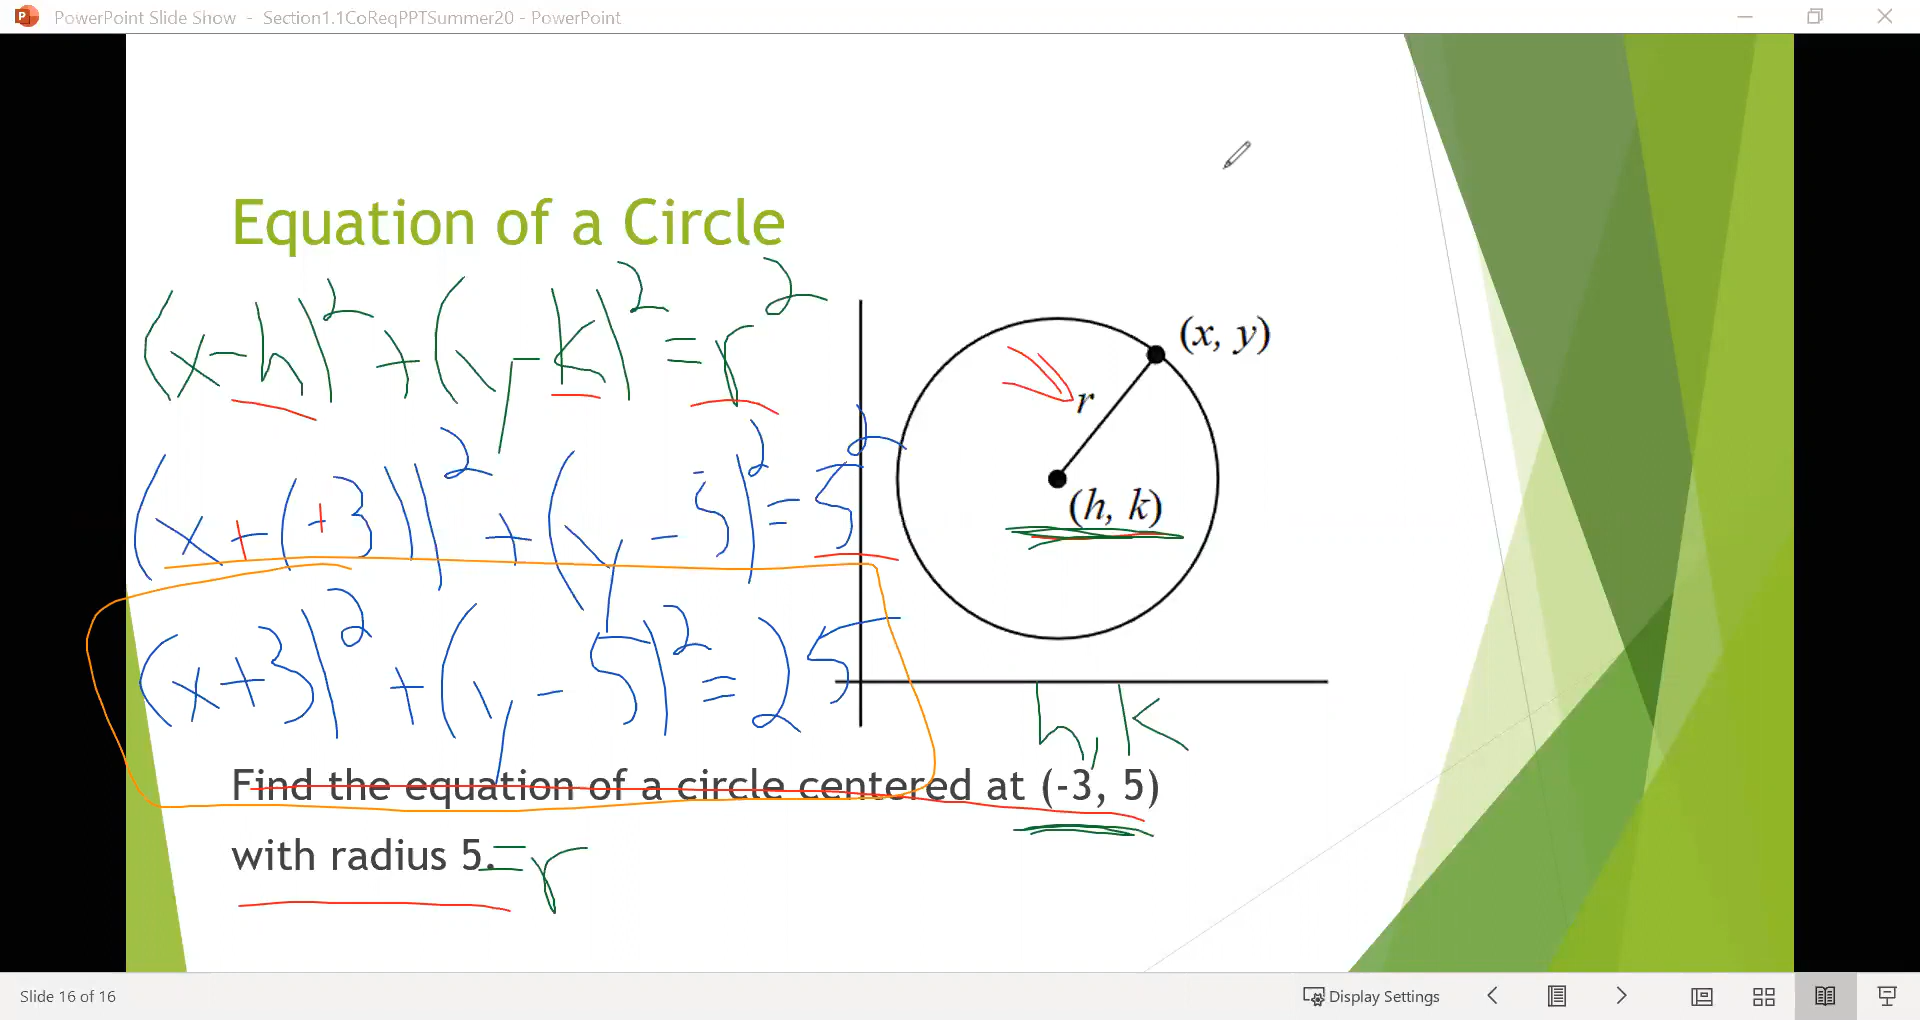 PowerPoint Slide Show - Section1.1CoReqPPTSummer20 - PowerPoint
Equation of a Circle
(x-h)² + (y-k)² = r²
(x, y)
r
(h, k)
(x+(+3))² + (y-5)² = 5²
(x+3)² + (y-5)² = 25
h, k
Find the equation of a circle centered at (-3, 5)
with radius 5. = r
Slide 16 of 16
Display Settings